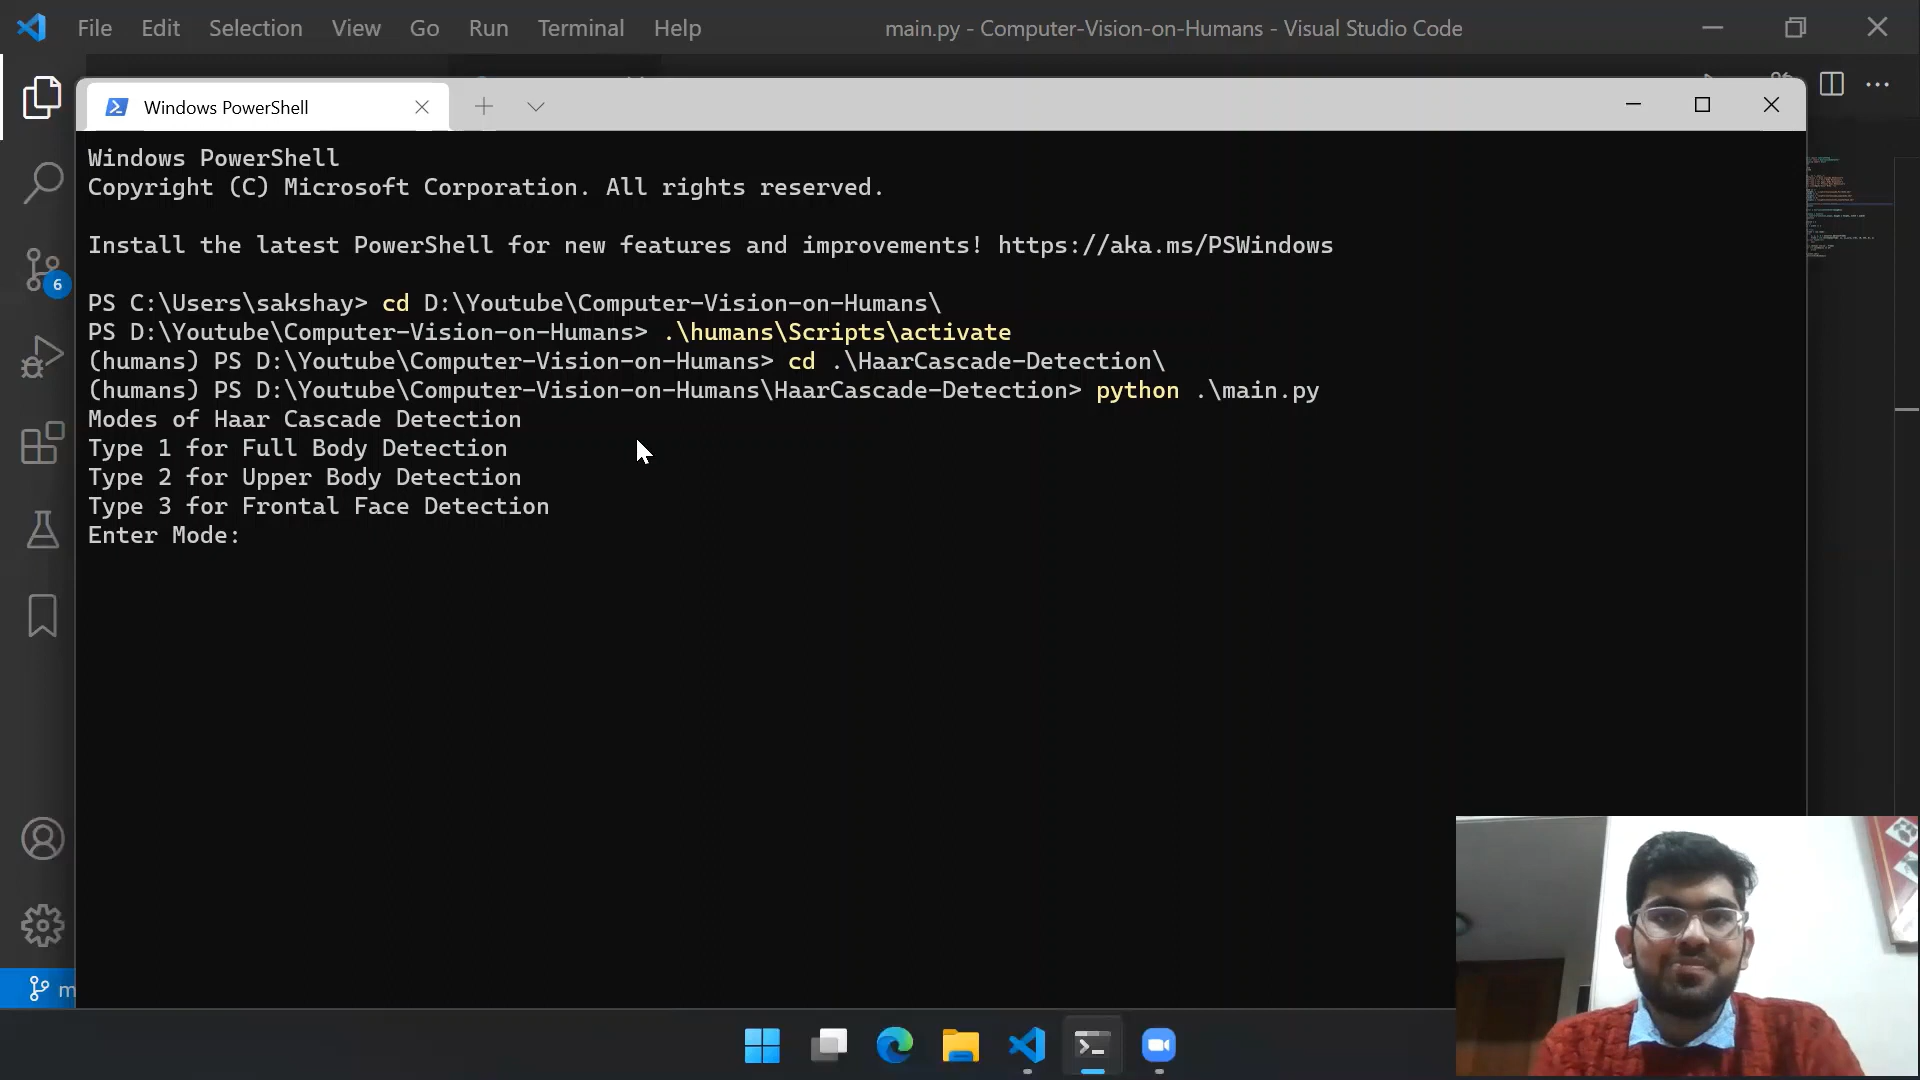 File Edit Selection View Go Run Terminal Help main.py - Computer-Vision-on-Humans - Visual Studio Code
Windows PowerShell
Windows PowerShell
Copyright (C) Microsoft Corporation. All rights reserved.
Install the latest PowerShell for new features and improvements! https://aka.ms/PSWindows
PS C:\Users\sakshay> cd D:\Youtube\Computer-Vision-on-Humans\
PS D:\Youtube\Computer-Vision-on-Humans> .\humans\Scripts\activate
(humans) PS D:\Youtube\Computer-Vision-on-Humans> cd .\HaarCascade-Detection\
(humans) PS D:\Youtube\Computer-Vision-on-Humans\HaarCascade-Detection> python .\main.py
Modes of Haar Cascade Detection
Type 1 for Full Body Detection
Type 2 for Upper Body Detection
Type 3 for Frontal Face Detection
Enter Mode:
6